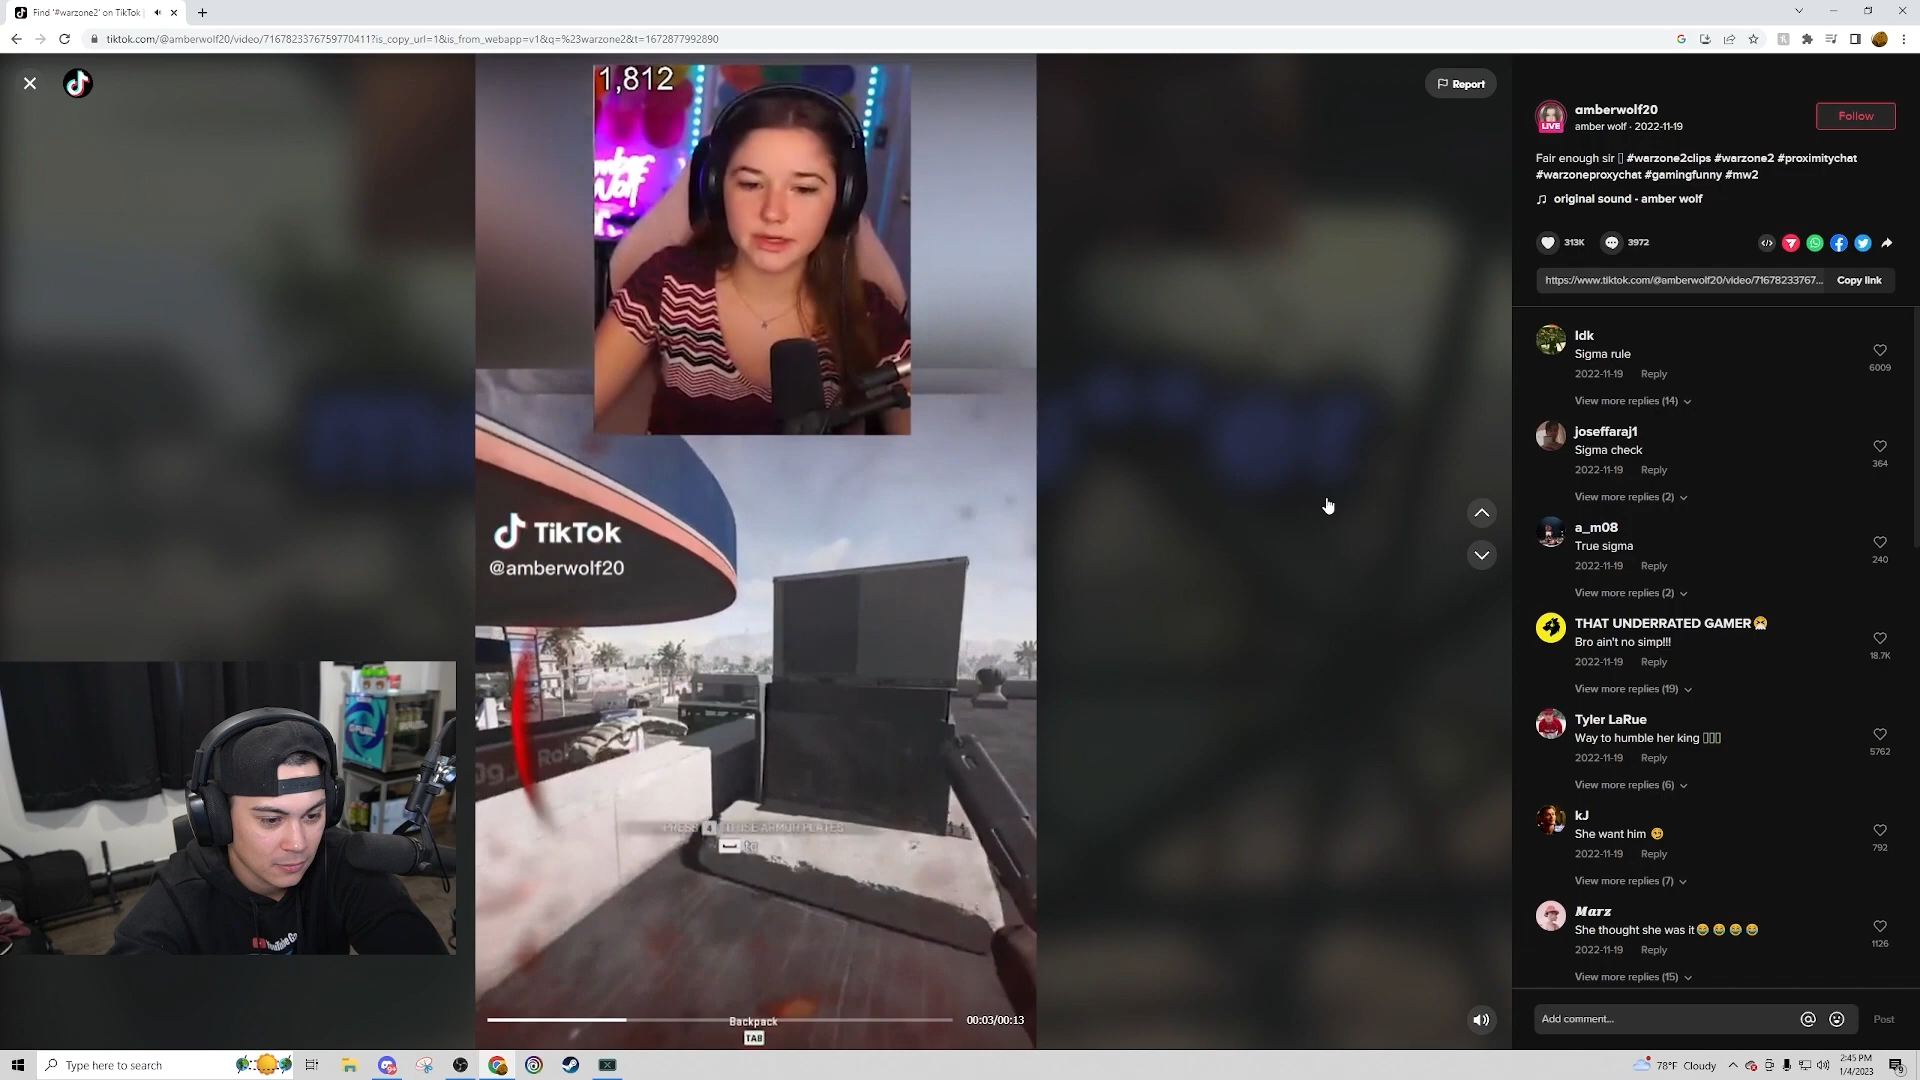 Find '#warzone2' on TikTok |
tiktok.com/@amberwolf20/video/7167823376759770411?is_copy_url=1&is_from_webapp=v1&q=%23warzone2&t=1672877992890
1,812
Report
TikTok
@amberwolf20
PRESS 4 TO USE ARMOR PLATES
Backpack
TAB
00:03/00:13
LIVE
amberwolf20
amber wolf · 2022-11-19
Follow
Fair enough sir #warzone2clips #warzone2 #proximitychat
#warzoneproxychat #gamingfunny #mw2
original sound - amber wolf
313K
3972
https://www.tiktok.com/@amberwolf20/video/71678233767...
Copy link
Idk
Sigma rule
2022-11-19 Reply
6009
View more replies (14)
joseffaraj1
Sigma check
2022-11-19 Reply
364
View more replies (2)
a_m08
True sigma
2022-11-19 Reply
240
View more replies (2)
THAT UNDERRATED GAMER😤
Bro ain't no simp!!!
2022-11-19 Reply
18.7K
View more replies (19)
Tyler LaRue
Way to humble her king
2022-11-19 Reply
5762
View more replies (6)
kJ
She want him 😏
2022-11-19 Reply
792
View more replies (7)
Marz
She thought she was it😂 😂 😂 😂
2022-11-19 Reply
1126
View more replies (15)
Add comment...
Post
Type here to search
78°F Cloudy
2:45 PM
1/4/2023